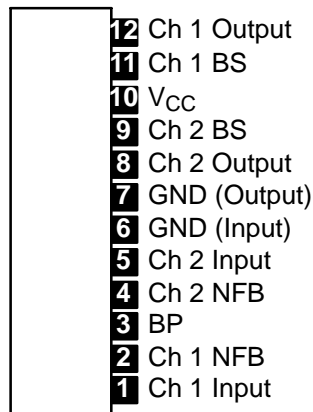 12 Ch 1 Output
11 Ch 1 BS
10 VCC
9 Ch 2 BS
8 Ch 2 Output
7 GND (Output)
6 GND (Input)
5 Ch 2 Input
4 Ch 2 NFB
3 BP
2 Ch 1 NFB
1 Ch 1 Input